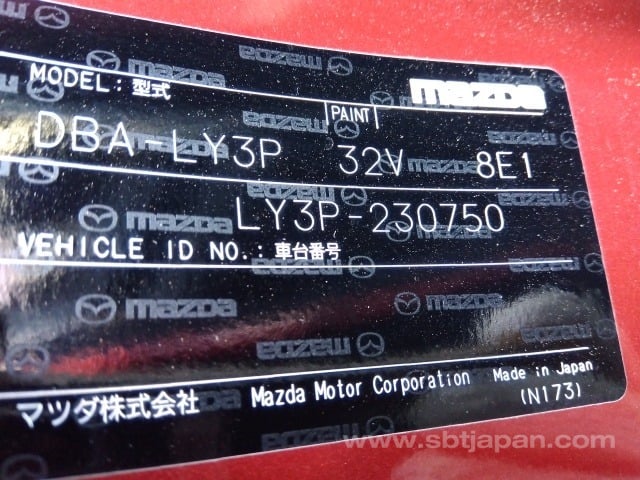 mazda
MODEL: 型式
PAINT
DBA-LY3P 32V 8E1
LY3P-230750
VEHICLE ID NO.: 車台番号
マツダ株式会社 Mazda Motor Corporation Made in Japan
(N173)
www.sbtjapan.com